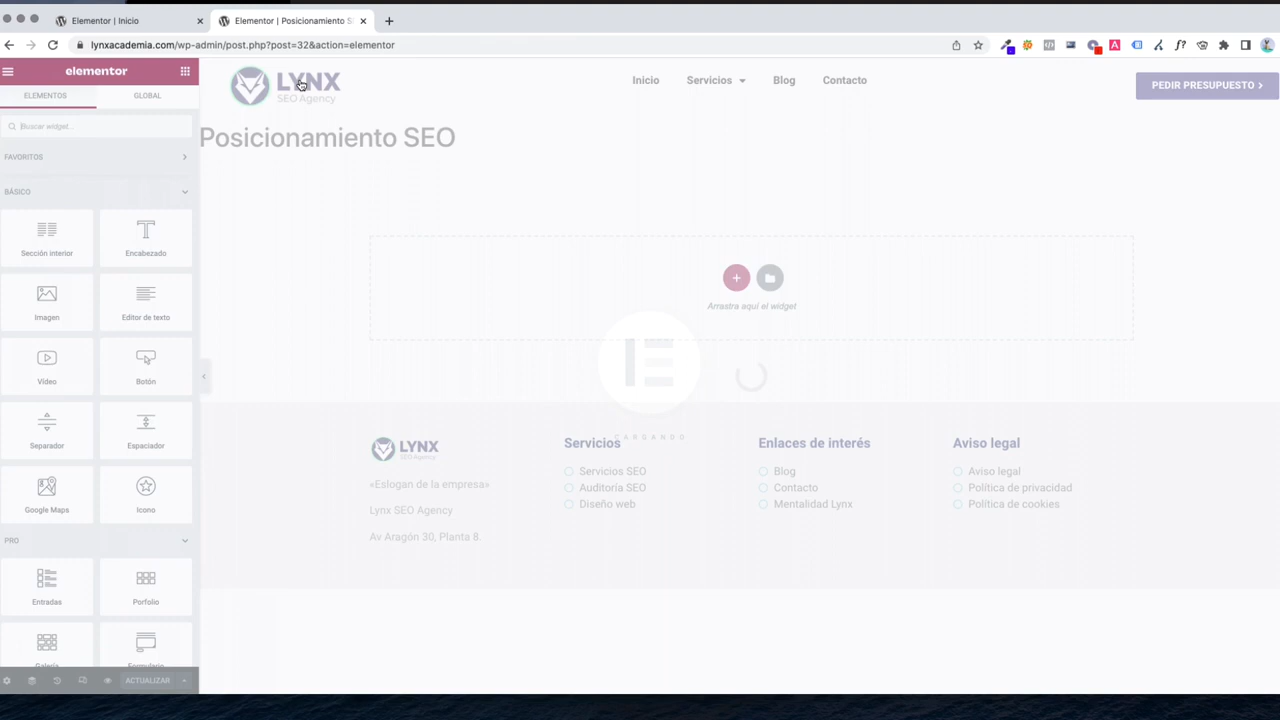 Elementor | Inicio
Elementor | Posicionamiento S
lynxacademia.com/wp-admin/post.php?post=32&action=elementor
elementor
ELEMENTOS
GLOBAL
Buscar widget...
FAVORITOS
BÁSICO
Sección interior
Encabezado
Imagen
Editor de texto
Vídeo
Botón
Separador
Espaciador
Google Maps
Icono
PRO
Entradas
Porfolio
Galería
Formulario
ACTUALIZAR
LYNX
SEO Agency
Inicio
Servicios
Blog
Contacto
PEDIR PRESUPUESTO
Posicionamiento SEO
Arrastra aquí el widget
CARGANDO
LYNX
SEO Agency
«Eslogan de la empresa»
Lynx SEO Agency
Av Aragón 30, Planta 8.
Servicios
Servicios SEO
Auditoría SEO
Diseño web
Enlaces de interés
Blog
Contacto
Mentalidad Lynx
Aviso legal
Aviso legal
Política de privacidad
Política de cookies